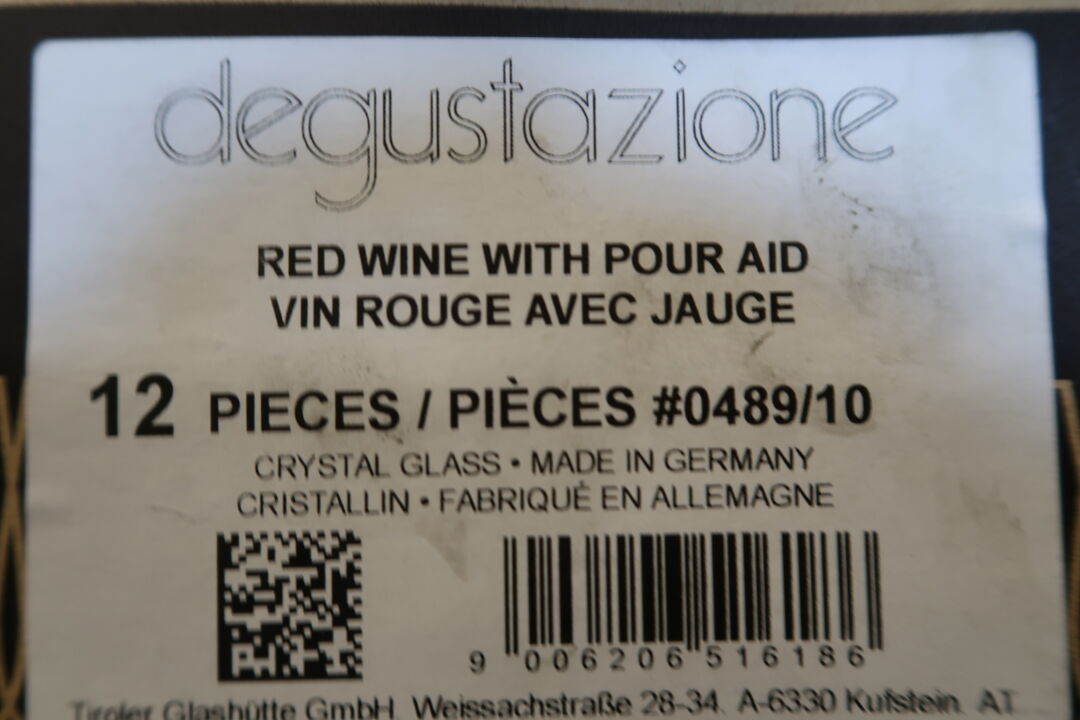 degustazione
RED WINE WITH POUR AID
VIN ROUGE AVEC JAUGE
12 PIECES / PIÈCES #0489/10
CRYSTAL GLASS • MADE IN GERMANY
CRISTALLIN • FABRIQUÉ EN ALLEMAGNE
9 006206 516186
Tiroler Glashütte GmbH, Weissachstraße 28-34, A-6330 Kufstein, AT